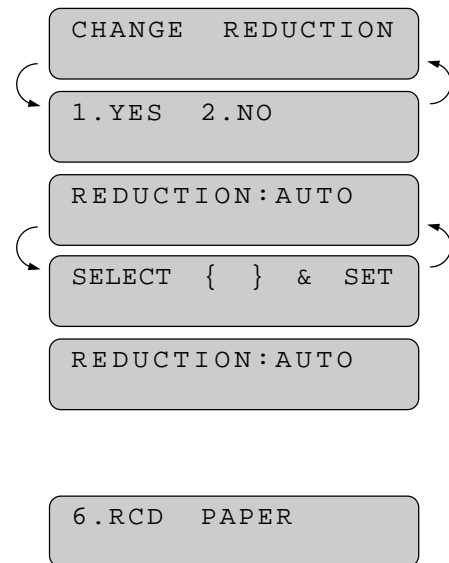 CHANGE REDUCTION
1.YES 2.NO
REDUCTION:AUTO
SELECT { } & SET
REDUCTION:AUTO
6.RCD PAPER